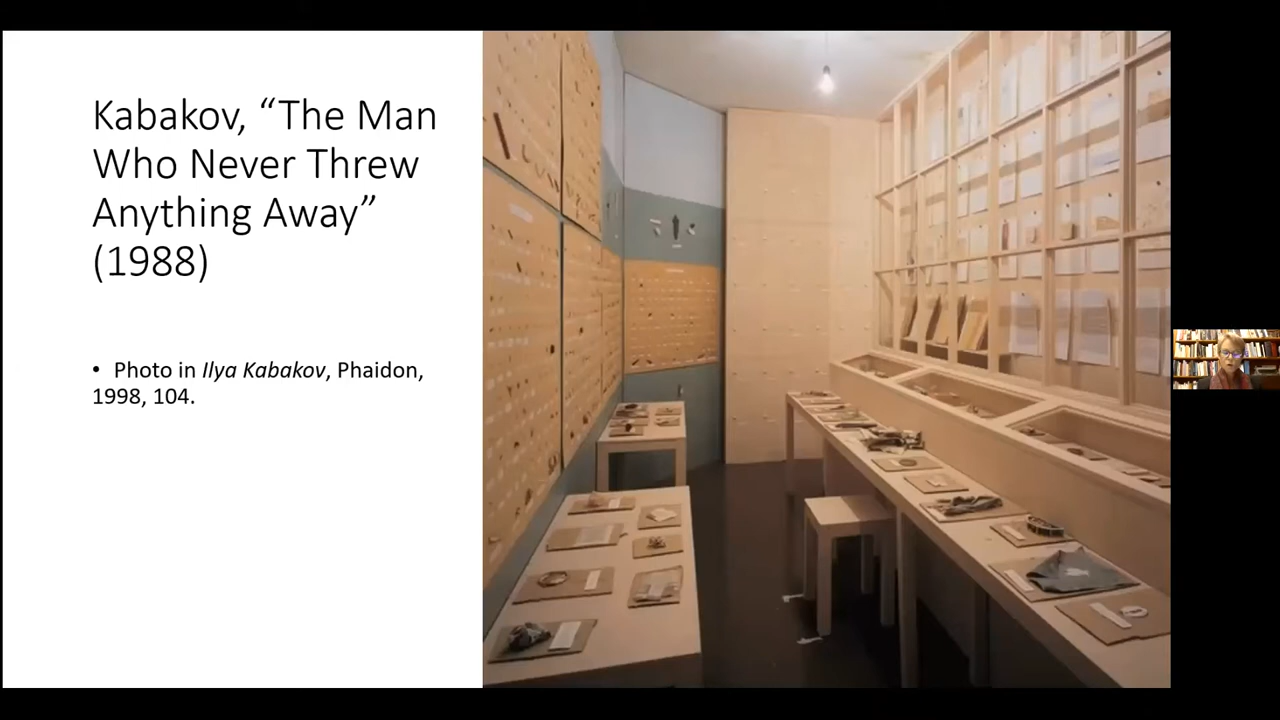 Kabakov, “The Man
Who Never Threw
Anything Away”
(1988)
• Photo in Ilya Kabakov, Phaidon,
1998, 104.